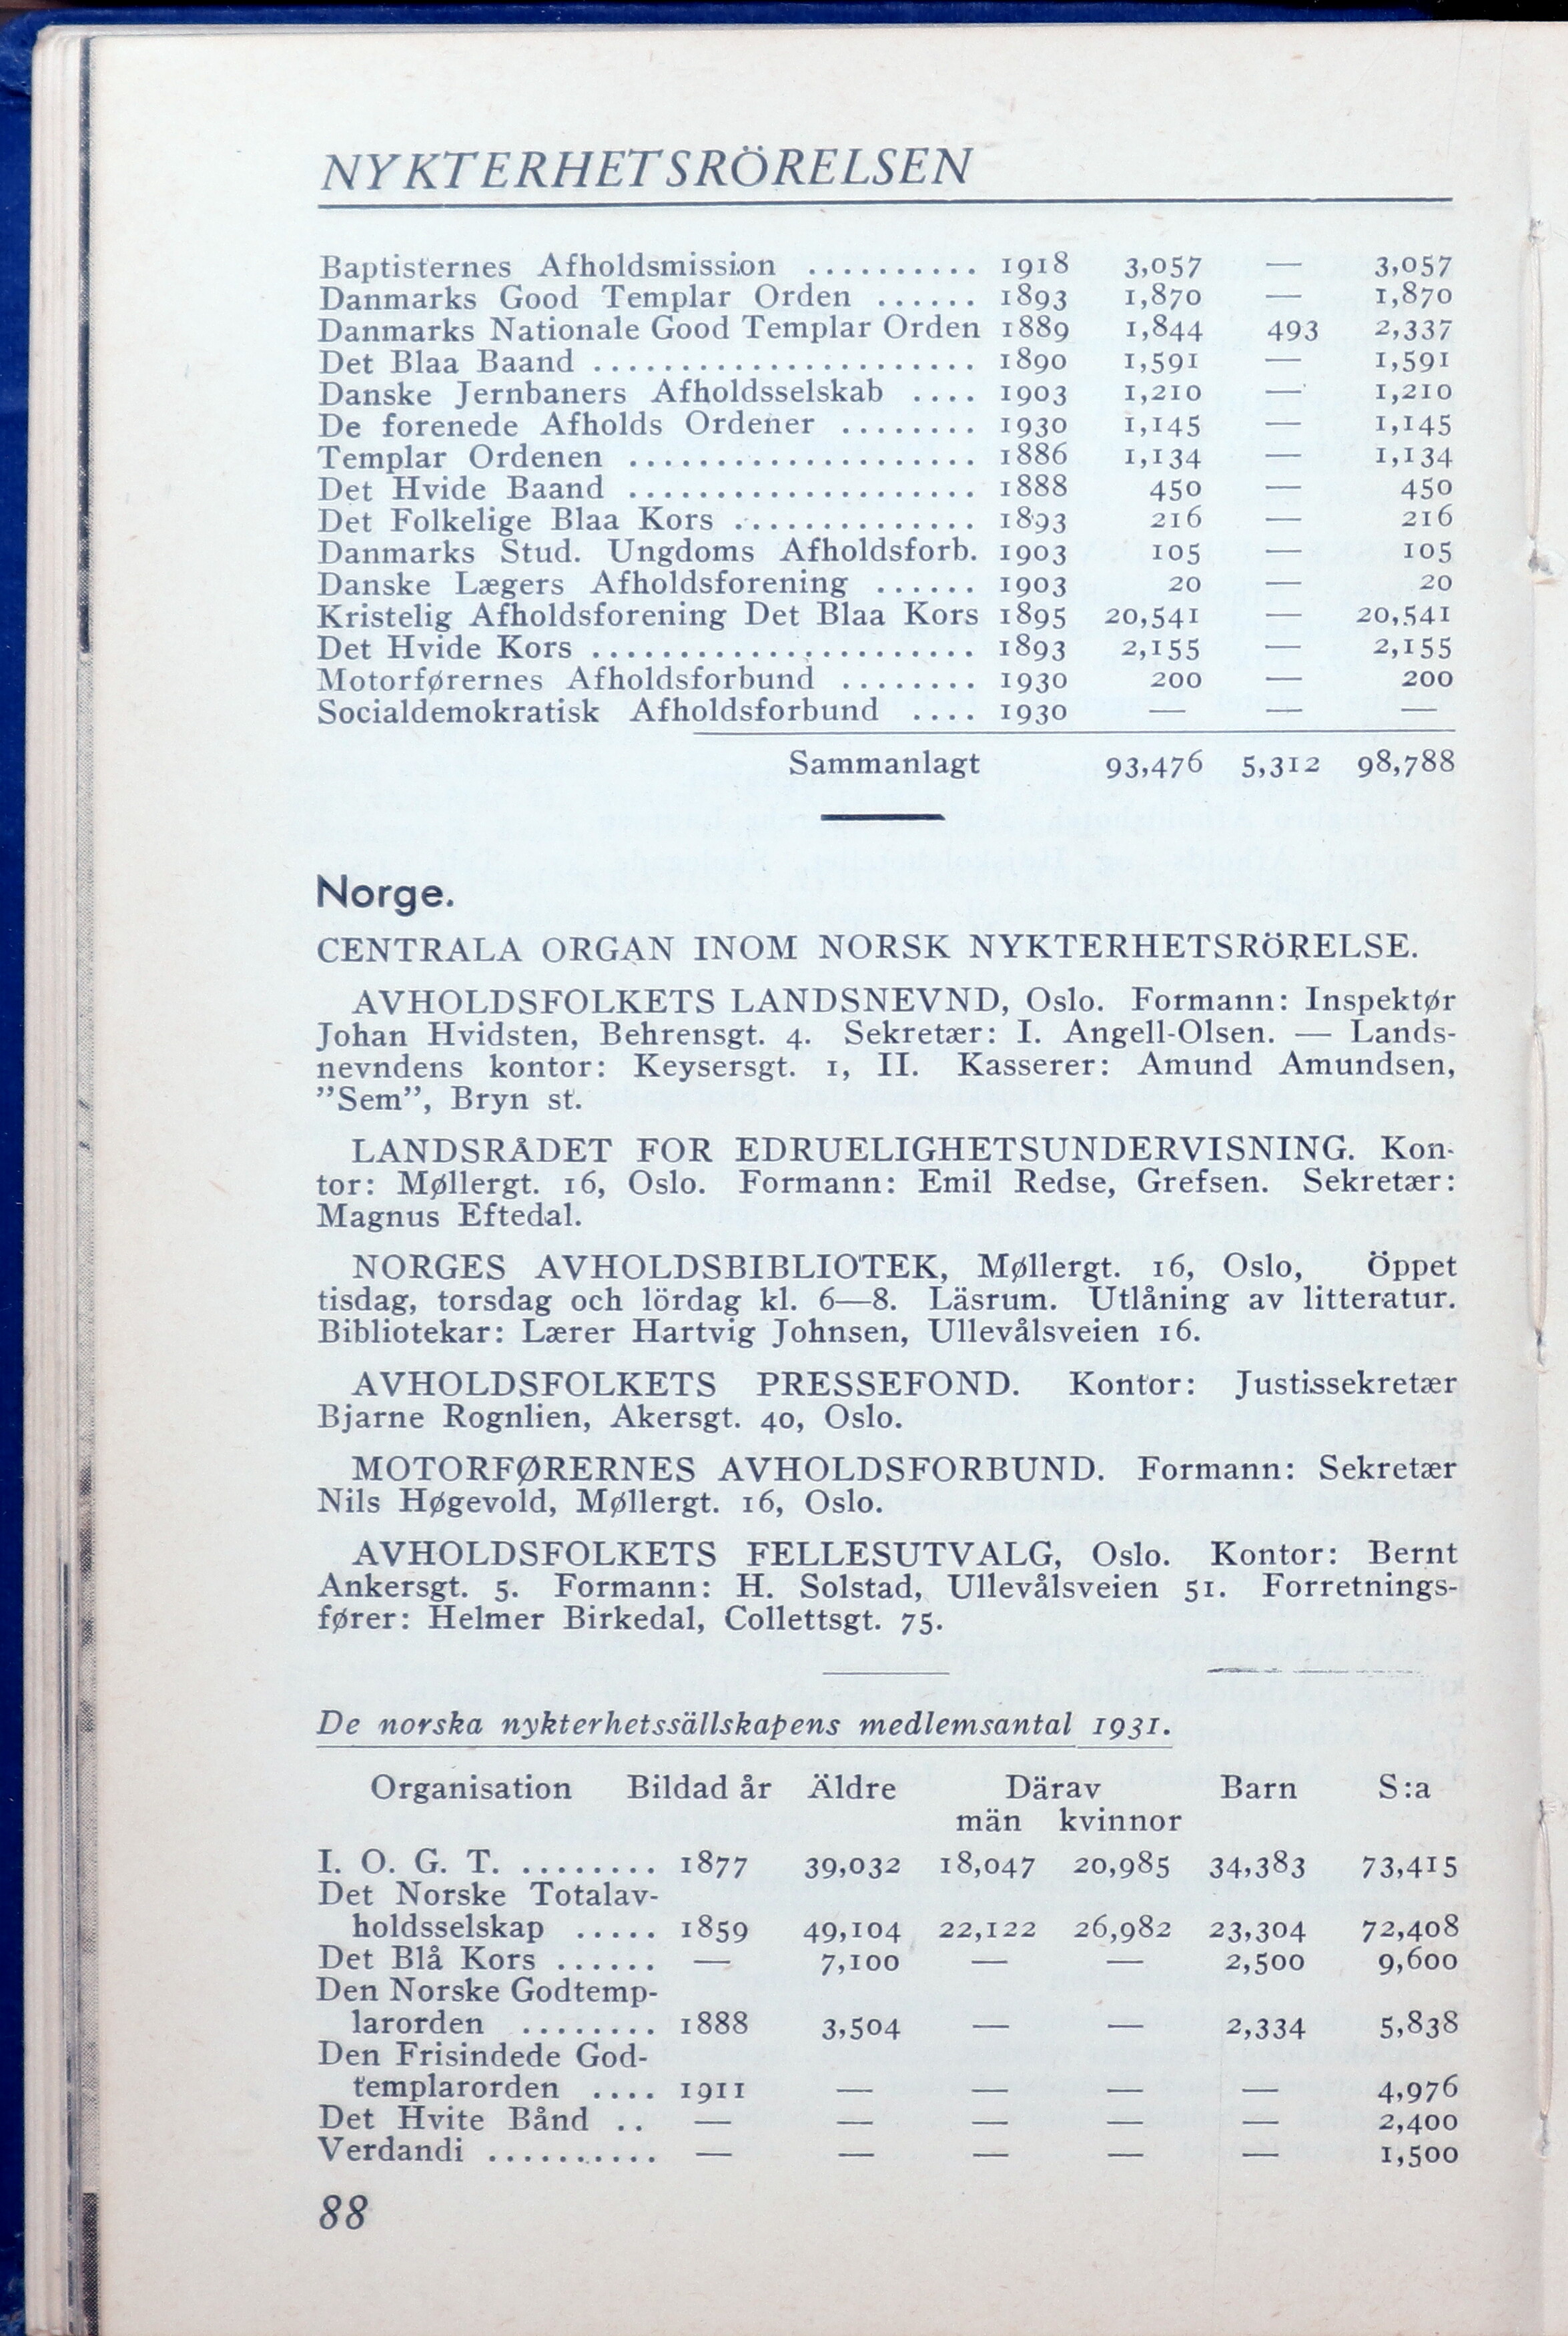 NYKTERHETSRÖRELSEN
Baptisternes Afholdsmission .......... 1918 3,057 — 3,057
Danmarks Good Templar Orden ...... 1893 1,870 — 1,870
Danmarks Nationale Good Templar Orden 1889 1,844 493 2,337
Det Blaa Baand ...................... 1890 1,591 — 1,591
Danske Jernbaners Afholdsselskab .... 1903 1,210 — 1,210
De forenede Afholds Ordener ........ 1930 1,145 — 1,145
Templar Ordenen .................... 1886 1,134 — 1,134
Det Hvide Baand .................... 1888 450 — 450
Det Folkelige Blaa Kors .............. 1893 216 — 216
Danmarks Stud. Ungdoms Afholdsforb. 1903 105 — 105
Danske Lægers Afholdsforening ...... 1903 20 — 20
Kristelig Afholdsforening Det Blaa Kors 1895 20,541 — 20,541
Det Hvide Kors ...................... 1893 2,155 — 2,155
Motorførernes Afholdsforbund ........ 1930 200 — 200
Socialdemokratisk Afholdsforbund .... 1930 — — —
Sammanlagt 93,476 5,312 98,788
Norge.
CENTRALA ORGAN INOM NORSK NYKTERHETSRÖRELSE.
AVHOLDSFOLKETS LANDSNEVND, Oslo. Formann: Inspektør
Johan Hvidsten, Behrensgt. 4. Sekretær: I. Angell-Olsen. — Lands-
nevndens kontor: Keysersgt. 1, II. Kasserer: Amund Amundsen,
”Sem”, Bryn st.
LANDSRÅDET FOR EDRUELIGHETSUNDERVISNING. Kon-
tor: Møllergt. 16, Oslo. Formann: Emil Redse, Grefsen. Sekretær:
Magnus Eftedal.
NORGES AVHOLDSBIBLIOTEK, Møllergt. 16, Oslo, Öppet
tisdag, torsdag och lördag kl. 6—8. Läsrum. Utlåning av litteratur.
Bibliotekar: Lærer Hartvig Johnsen, Ullevålsveien 16.
AVHOLDSFOLKETS PRESSEFOND. Kontor: Justissekretær
Bjarne Rognlien, Akersgt. 40, Oslo.
MOTORFØRERNES AVHOLDSFORBUND. Formann: Sekretær
Nils Høgevold, Møllergt. 16, Oslo.
AVHOLDSFOLKETS FELLESUTVALG, Oslo. Kontor: Bernt
Ankersgt. 5. Formann: H. Solstad, Ullevålsveien 51. Forretnings-
fører: Helmer Birkedal, Collettsgt. 75.
De norska nykterhetssällskapens medlemsantal 1931.
Organisation Bildad år Äldre Därav Barn S:a
män kvinnor
I. O. G. T. ......... 1877 39,032 18,047 20,985 34,383 73,415
Det Norske Totalav-
holdsselskap ..... 1859 49,104 22,122 26,982 23,304 72,408
Det Blå Kors ...... — 7,100 — — 2,500 9,600
Den Norske Godtemp-
larorden ........ 1888 3,504 — — 2,334 5,838
Den Frisindede God-
templarorden .... 1911 — — — — 4,976
Det Hvite Bånd .. — — — — — 2,400
Verdandi .......... — — — — — 1,500
88